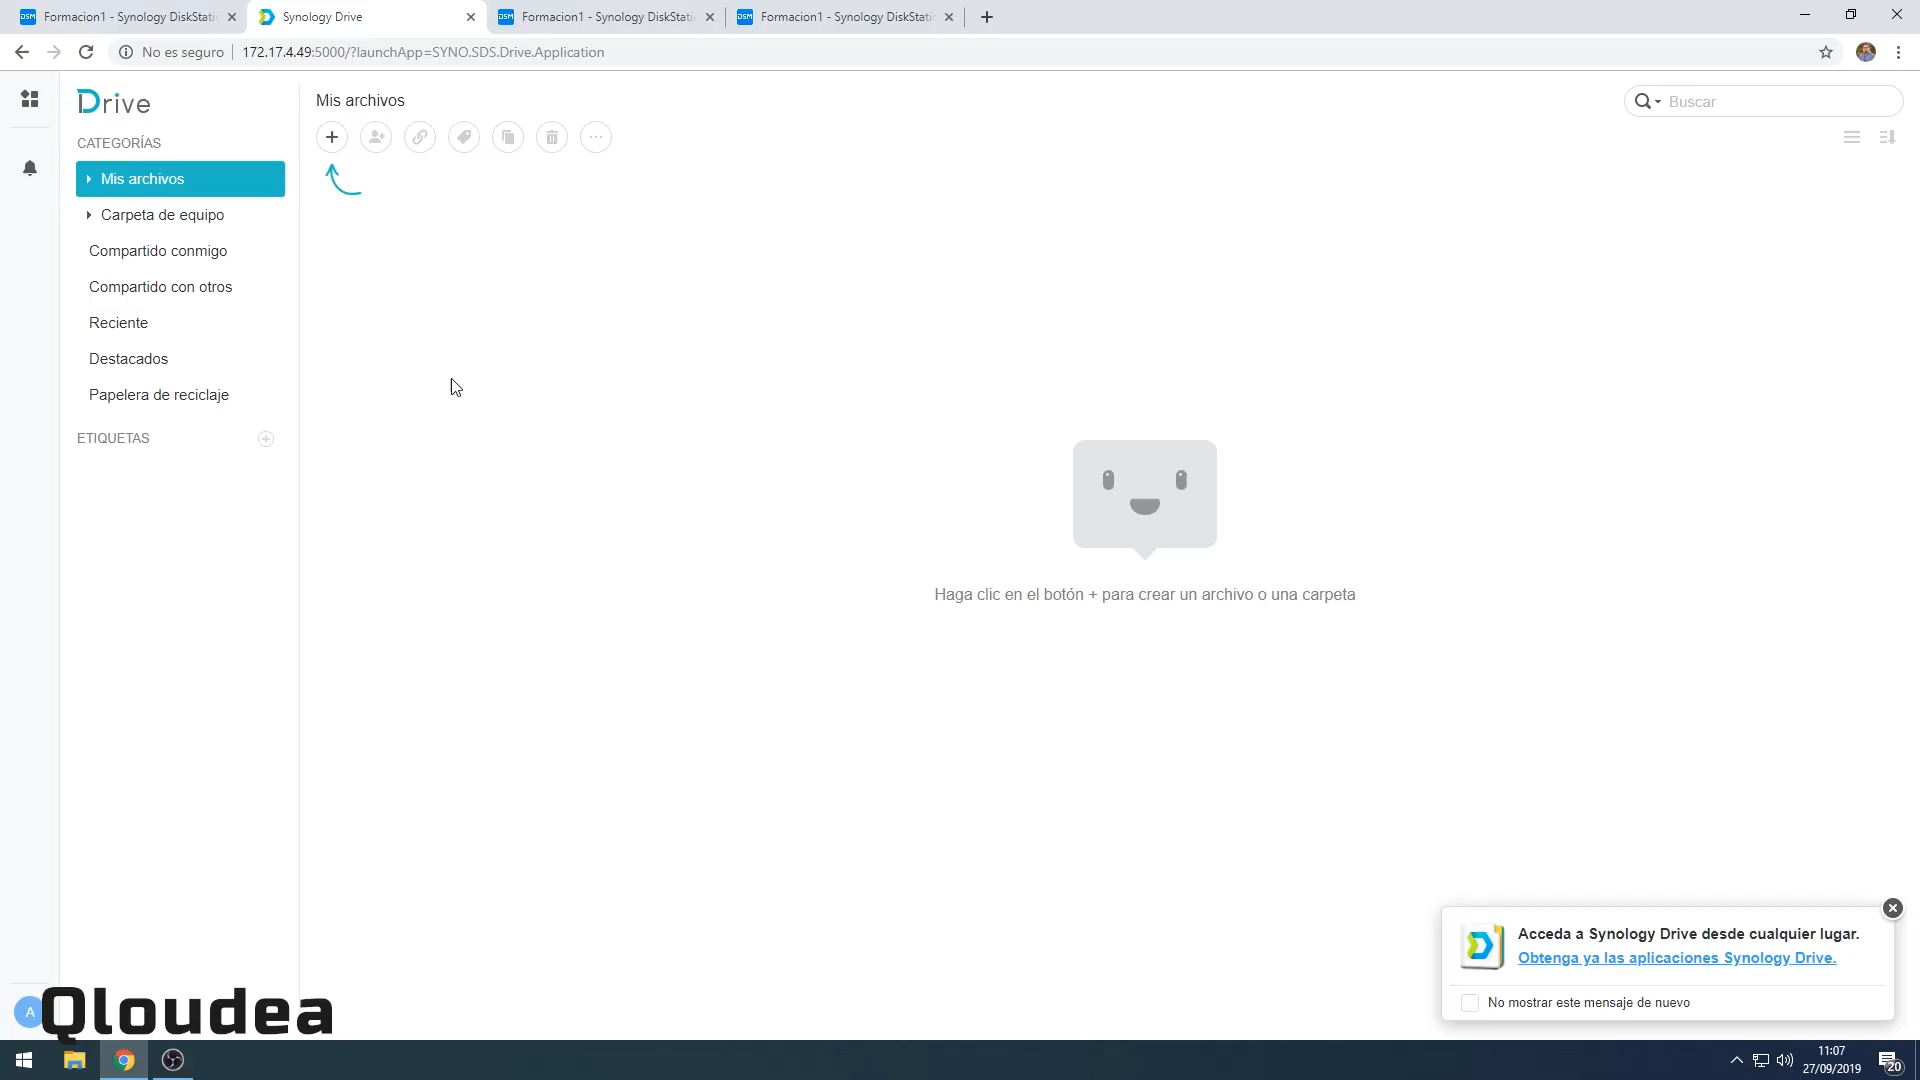 Formacion1 - Synology DiskStati
Synology Drive
Formacion1 - Synology DiskStati
Formacion1 - Synology DiskStati
No es seguro
172.17.4.49:5000/?launchApp=SYNO.SDS.Drive.Application
Drive
Mis archivos
Buscar
CATEGORÍAS
Mis archivos
Carpeta de equipo
Compartido conmigo
Compartido con otros
Reciente
Destacados
Papelera de reciclaje
ETIQUETAS
Haga clic en el botón + para crear un archivo o una carpeta
Acceda a Synology Drive desde cualquier lugar.
Obtenga ya las aplicaciones Synology Drive.
No mostrar este mensaje de nuevo
A
Qloudea
11:07
27/09/2019
20